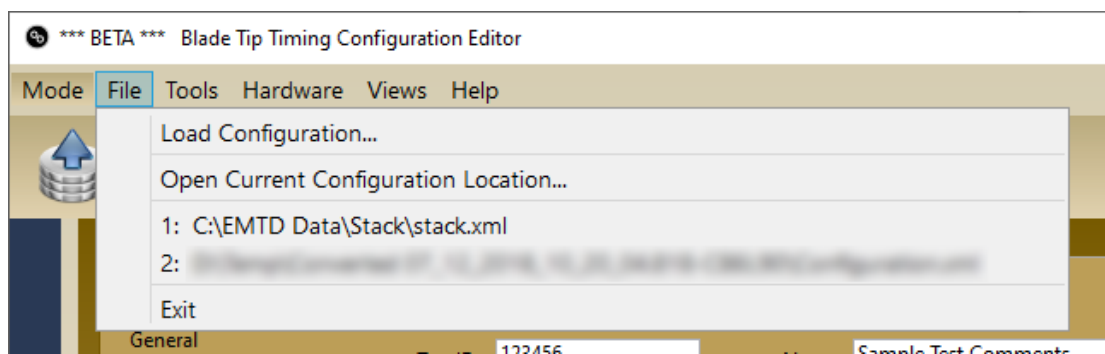 *** BETA *** Blade Tip Timing Configuration Editor
Mode File Tools Hardware Views Help
Load Configuration...
Open Current Configuration Location...
1: C:\EMTD Data\Stack\stack.xml
2:
Exit
General
123456 Sample Test Comments